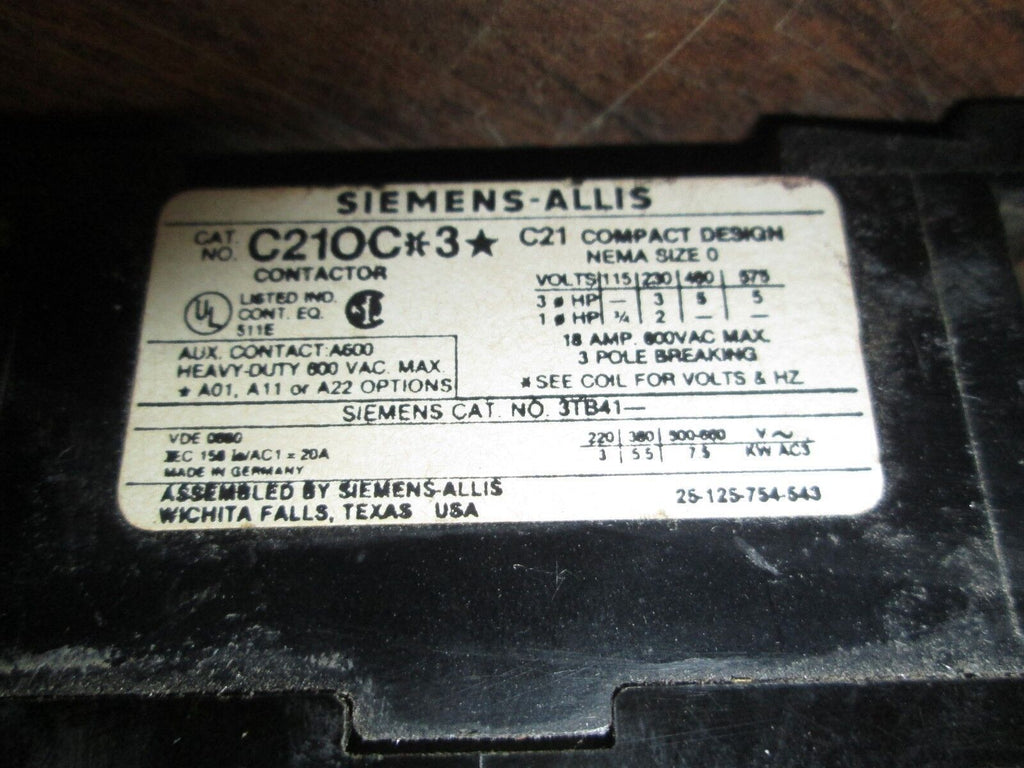 SIEMENS-ALLIS
CAT. NO. C210C*3★
CONTACTOR
UL LISTED IND. CONT. EQ. 511E
AUX. CONTACT: A600
HEAVY-DUTY 600 VAC. MAX.
★ A01, A11 or A22 OPTIONS
C21 COMPACT DESIGN
NEMA SIZE 0
VOLTS 115 230 460 575
3 ø HP — 3 5 5
1 ø HP ¾ 2 — —
18 AMP. 600VAC MAX.
3 POLE BREAKING
*SEE COIL FOR VOLTS & HZ
SIEMENS CAT. NO. 3TB41—
VDE 0660
IEC 158 Ie/AC1 = 20A
MADE IN GERMANY
220 380 500-660 V ~
3 5.5 7.5 KW AC3
ASSEMBLED BY SIEMENS-ALLIS
WICHITA FALLS, TEXAS USA
25-125-754-543